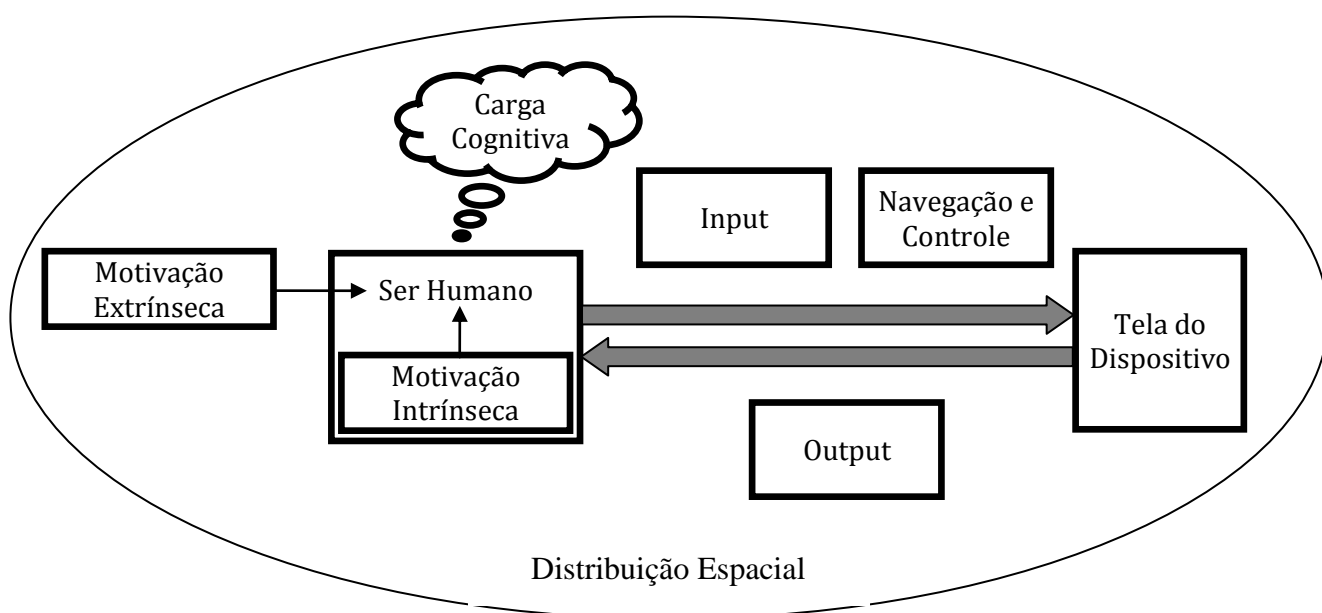 Carga
Cognitiva
Input
Navegação e
Controle
Motivação
Extrínseca
Ser Humano
Motivação
Intrínseca
Tela do
Dispositivo
Output
Distribuição Espacial